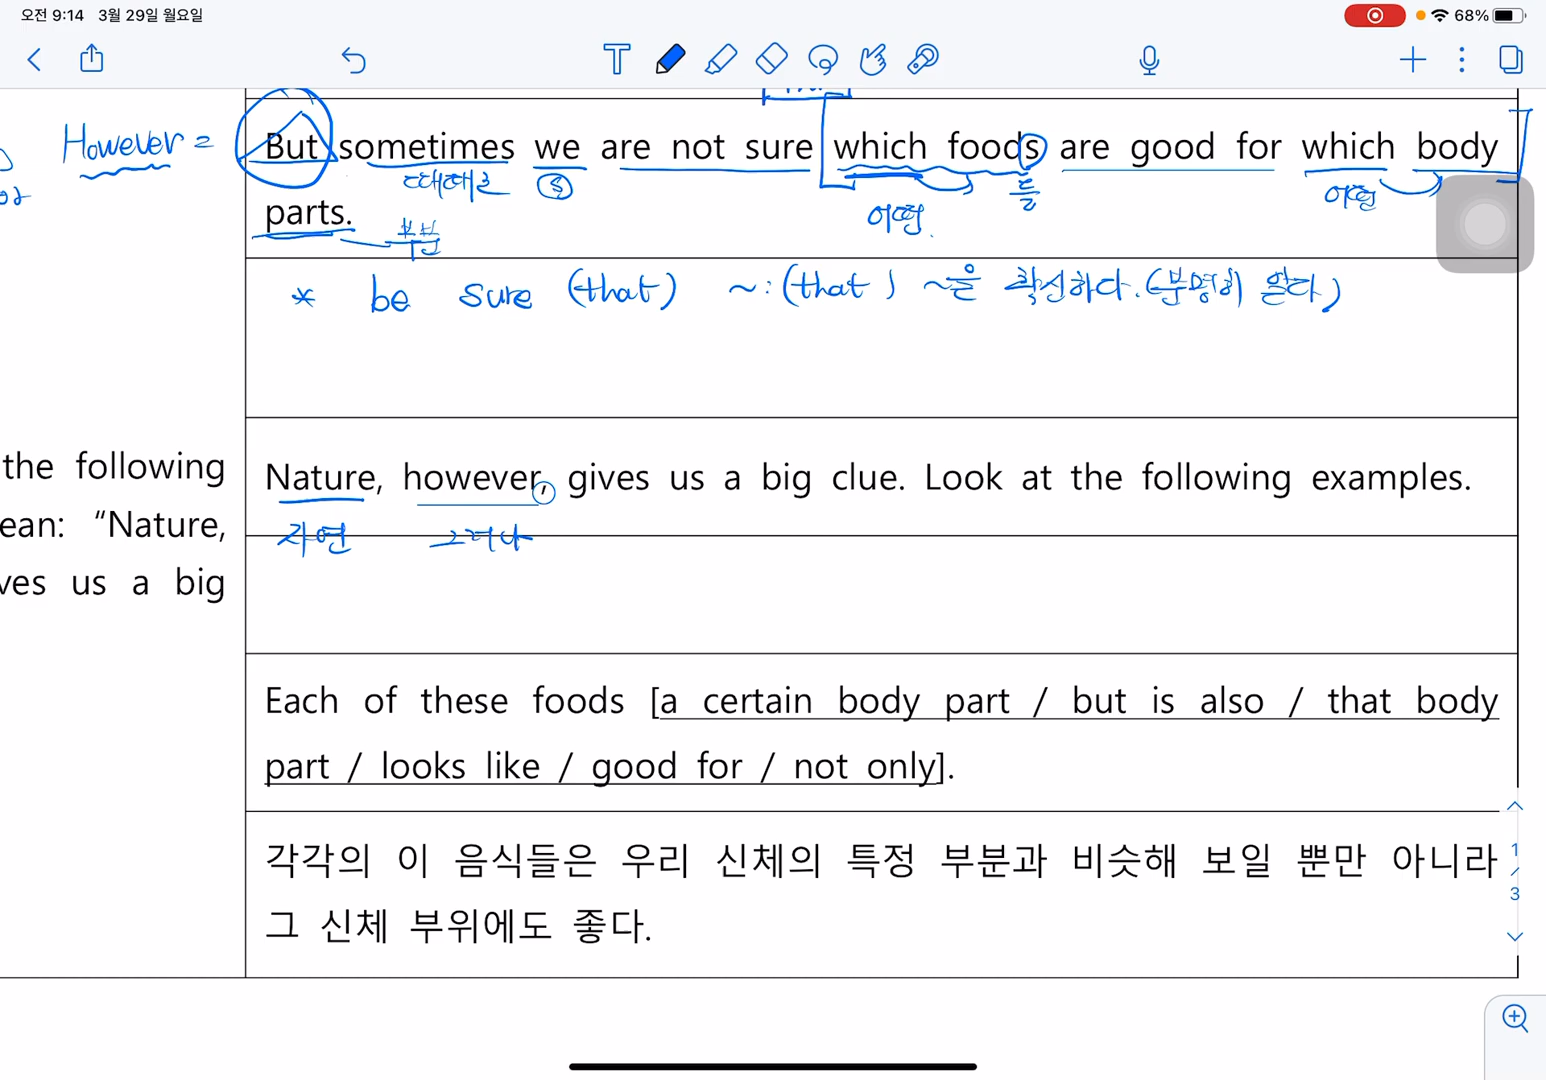 오전 9:14 3월 29일 월요일
68%
However = But sometimes we are not sure which foods are good for which body
때때로 Ⓢ 어떤 들 어떤
parts.
부분
* be sure (that) ~ : (that) ~을 확신하다. (분명히 알다.)
the following
Nature, however, gives us a big clue. Look at the following examples.
ean: “Nature,
자연 그러나
ves us a big
Each of these foods [a certain body part / but is also / that body
part / looks like / good for / not only].
각각의 이 음식들은 우리 신체의 특정 부분과 비슷해 보일 뿐만 아니라
그 신체 부위에도 좋다.
1
/
3